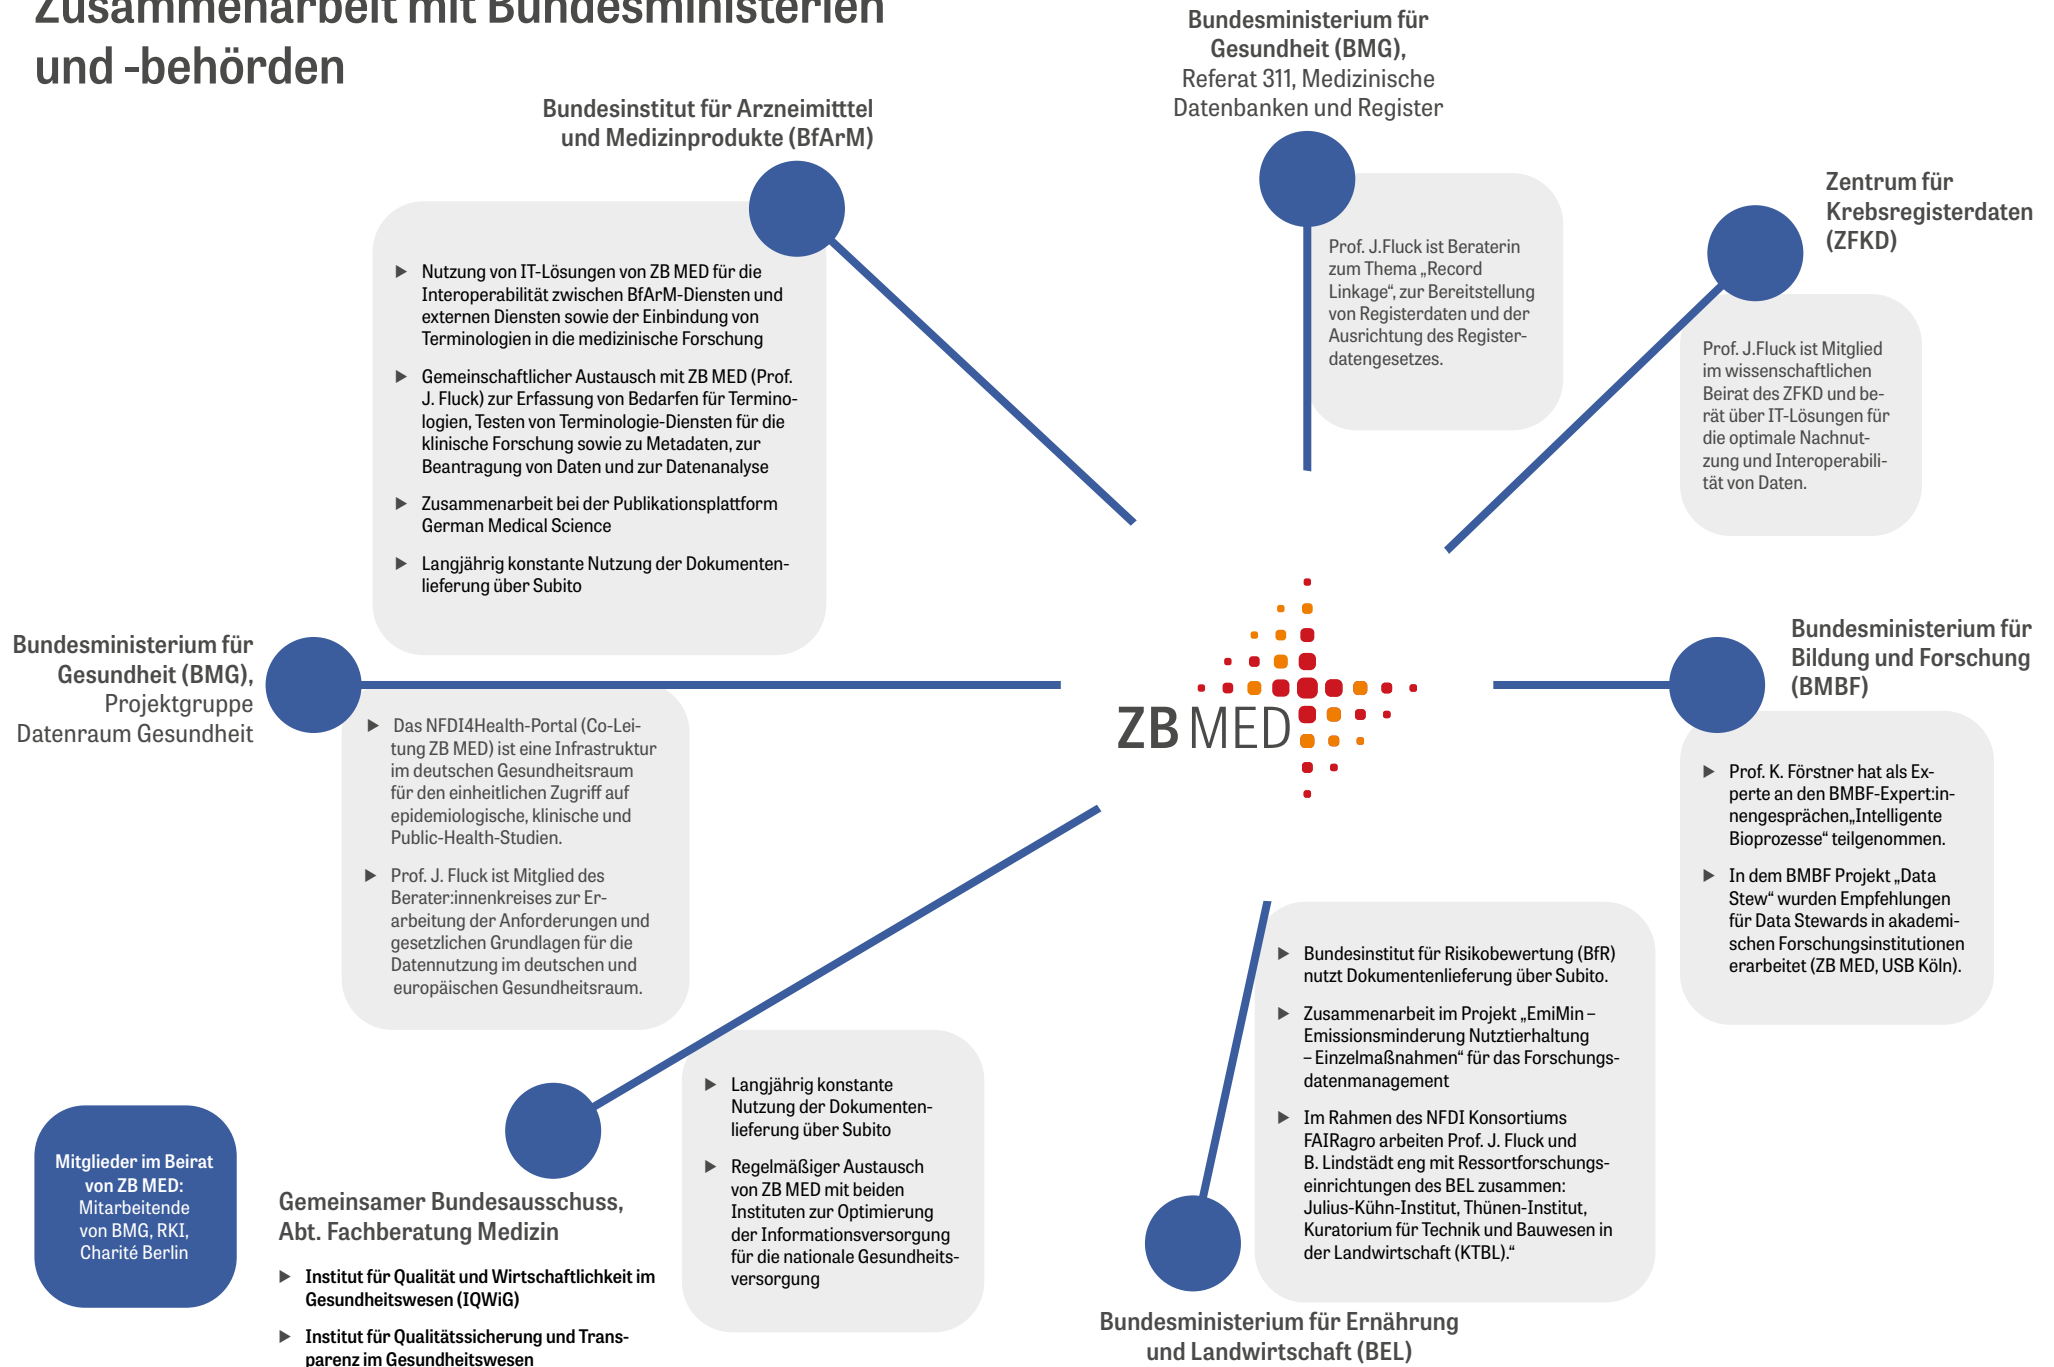 Zusammenarbeit mit Bundesministerien
und -behörden
Bundesinstitut für Arzneimitttel
und Medizinprodukte (BfArM)
▶ Nutzung von IT-Lösungen von ZB MED für die
Interoperabilität zwischen BfArM-Diensten und
externen Diensten sowie der Einbindung von
Terminologien in die medizinische Forschung
▶ Gemeinschaftlicher Austausch mit ZB MED (Prof.
J. Fluck) zur Erfassung von Bedarfen für Termino-
logien, Testen von Terminologie-Diensten für die
klinische Forschung sowie zu Metadaten, zur
Beantragung von Daten und zur Datenanalyse
▶ Zusammenarbeit bei der Publikationsplattform
German Medical Science
▶ Langjährig konstante Nutzung der Dokumenten-
lieferung über Subito
Bundesministerium für
Gesundheit (BMG),
Referat 311, Medizinische
Datenbanken und Register
Prof. J.Fluck ist Beraterin
zum Thema „Record
Linkage“, zur Bereitstellung
von Registerdaten und der
Ausrichtung des Register-
datengesetzes.
Zentrum für
Krebsregisterdaten
(ZFKD)
Prof. J.Fluck ist Mitglied
im wissenschaftlichen
Beirat des ZFKD und be-
rät über IT-Lösungen für
die optimale Nachnut-
zung und Interoperabili-
tät von Daten.
Bundesministerium für
Gesundheit (BMG),
Projektgruppe
Datenraum Gesundheit
▶ Das NFDI4Health-Portal (Co-Lei-
tung ZB MED) ist eine Infrastruktur
im deutschen Gesundheitsraum
für den einheitlichen Zugriff auf
epidemiologische, klinische und
Public-Health-Studien.
▶ Prof. J. Fluck ist Mitglied des
Berater:innenkreises zur Er-
arbeitung der Anforderungen und
gesetzlichen Grundlagen für die
Datennutzung im deutschen und
europäischen Gesundheitsraum.
ZB MED
Bundesministerium für
Bildung und Forschung
(BMBF)
▶ Prof. K. Förstner hat als Ex-
perte an den BMBF-Expert:in-
nengesprächen„Intelligente
Bioprozesse“ teilgenommen.
▶ In dem BMBF Projekt „Data
Stew“ wurden Empfehlungen
für Data Stewards in akademi-
schen Forschungsinstitutionen
erarbeitet (ZB MED, USB Köln).
Mitglieder im Beirat
von ZB MED:
Mitarbeitende
von BMG, RKI,
Charité Berlin
Gemeinsamer Bundesausschuss,
Abt. Fachberatung Medizin
▶ Institut für Qualität und Wirtschaftlichkeit im
Gesundheitswesen (IQWiG)
▶ Institut für Qualitätssicherung und Trans-
parenz im Gesundheitswesen
▶ Langjährig konstante
Nutzung der Dokumenten-
lieferung über Subito
▶ Regelmäßiger Austausch
von ZB MED mit beiden
Instituten zur Optimierung
der Informationsversorgung
für die nationale Gesundheits-
versorgung
▶ Bundesinstitut für Risikobewertung (BfR)
nutzt Dokumentenlieferung über Subito.
▶ Zusammenarbeit im Projekt „EmiMin –
Emissionsminderung Nutztierhaltung
– Einzelmaßnahmen“ für das Forschungs-
datenmanagement
▶ Im Rahmen des NFDI Konsortiums
FAIRagro arbeiten Prof. J. Fluck und
B. Lindstädt eng mit Ressortforschungs-
einrichtungen des BEL zusammen:
Julius-Kühn-Institut, Thünen-Institut,
Kuratorium für Technik und Bauwesen in
der Landwirtschaft (KTBL).“
Bundesministerium für Ernährung
und Landwirtschaft (BEL)